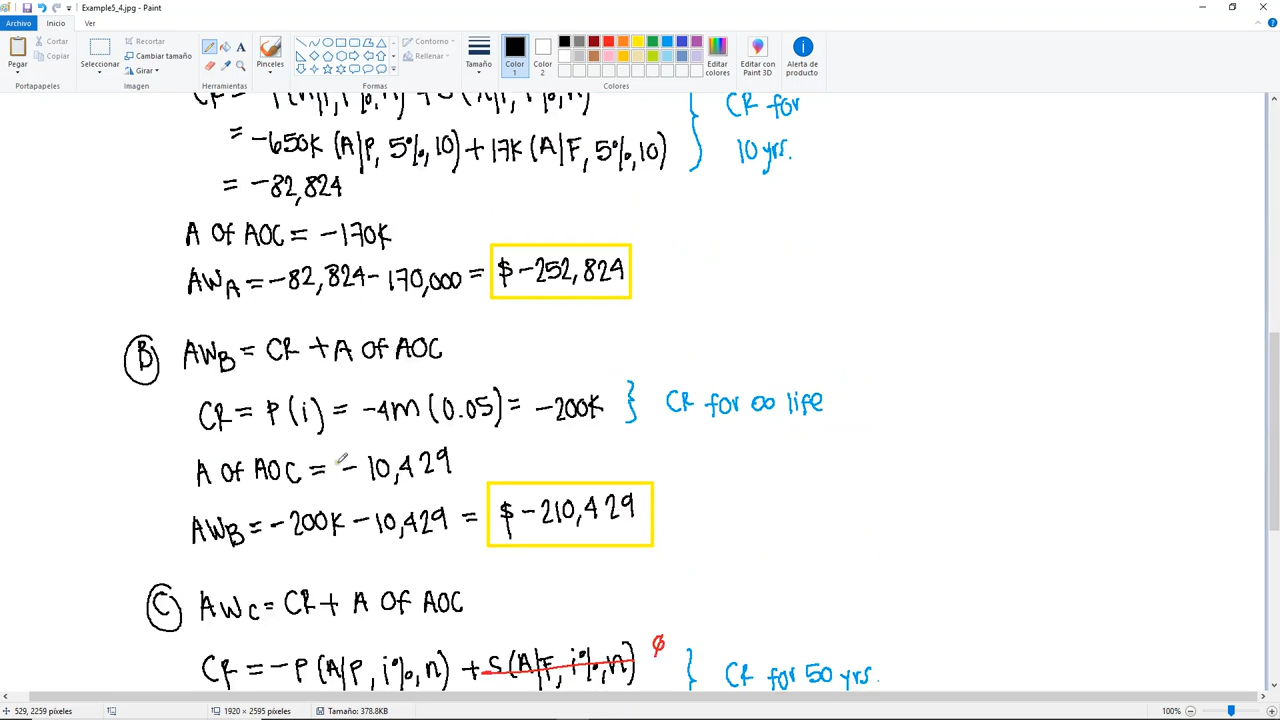 Example5_4.jpg - Paint
Archivo Inicio Ver
Pegar
Cortar
Copiar
Portapapeles
Seleccionar
Recortar
Cambiar tamaño
Girar
Imagen
Herramientas
Pinceles
Contorno
Rellenar
Formas
Tamaño
Color 1
Color 2
Editar colores
Colores
Editar con Paint 3D
Alerta de producto
CR for
= -650K (A|P, 5%, 10) + 17K (A|F, 5%, 10)
10 yrs.
= -82,824
A of AOC = -170K
AWA = -82,824 - 170,000 = $ -252,824
B AWB = CR + A of AOC
CR = P (i) = -4M (0.05) = -200K } CR for ∞ life
A of AOC = - 10,429
AWB = -200K - 10,429 = $ -210,429
C AWC = CR + A of AOC
CR = -P (A|P, i%, n) + S (A|F, i%, n) ∅
CR for 50 yrs.
529, 2259 píxeles
1920 × 2595 píxeles
Tamaño: 378.8KB
100%